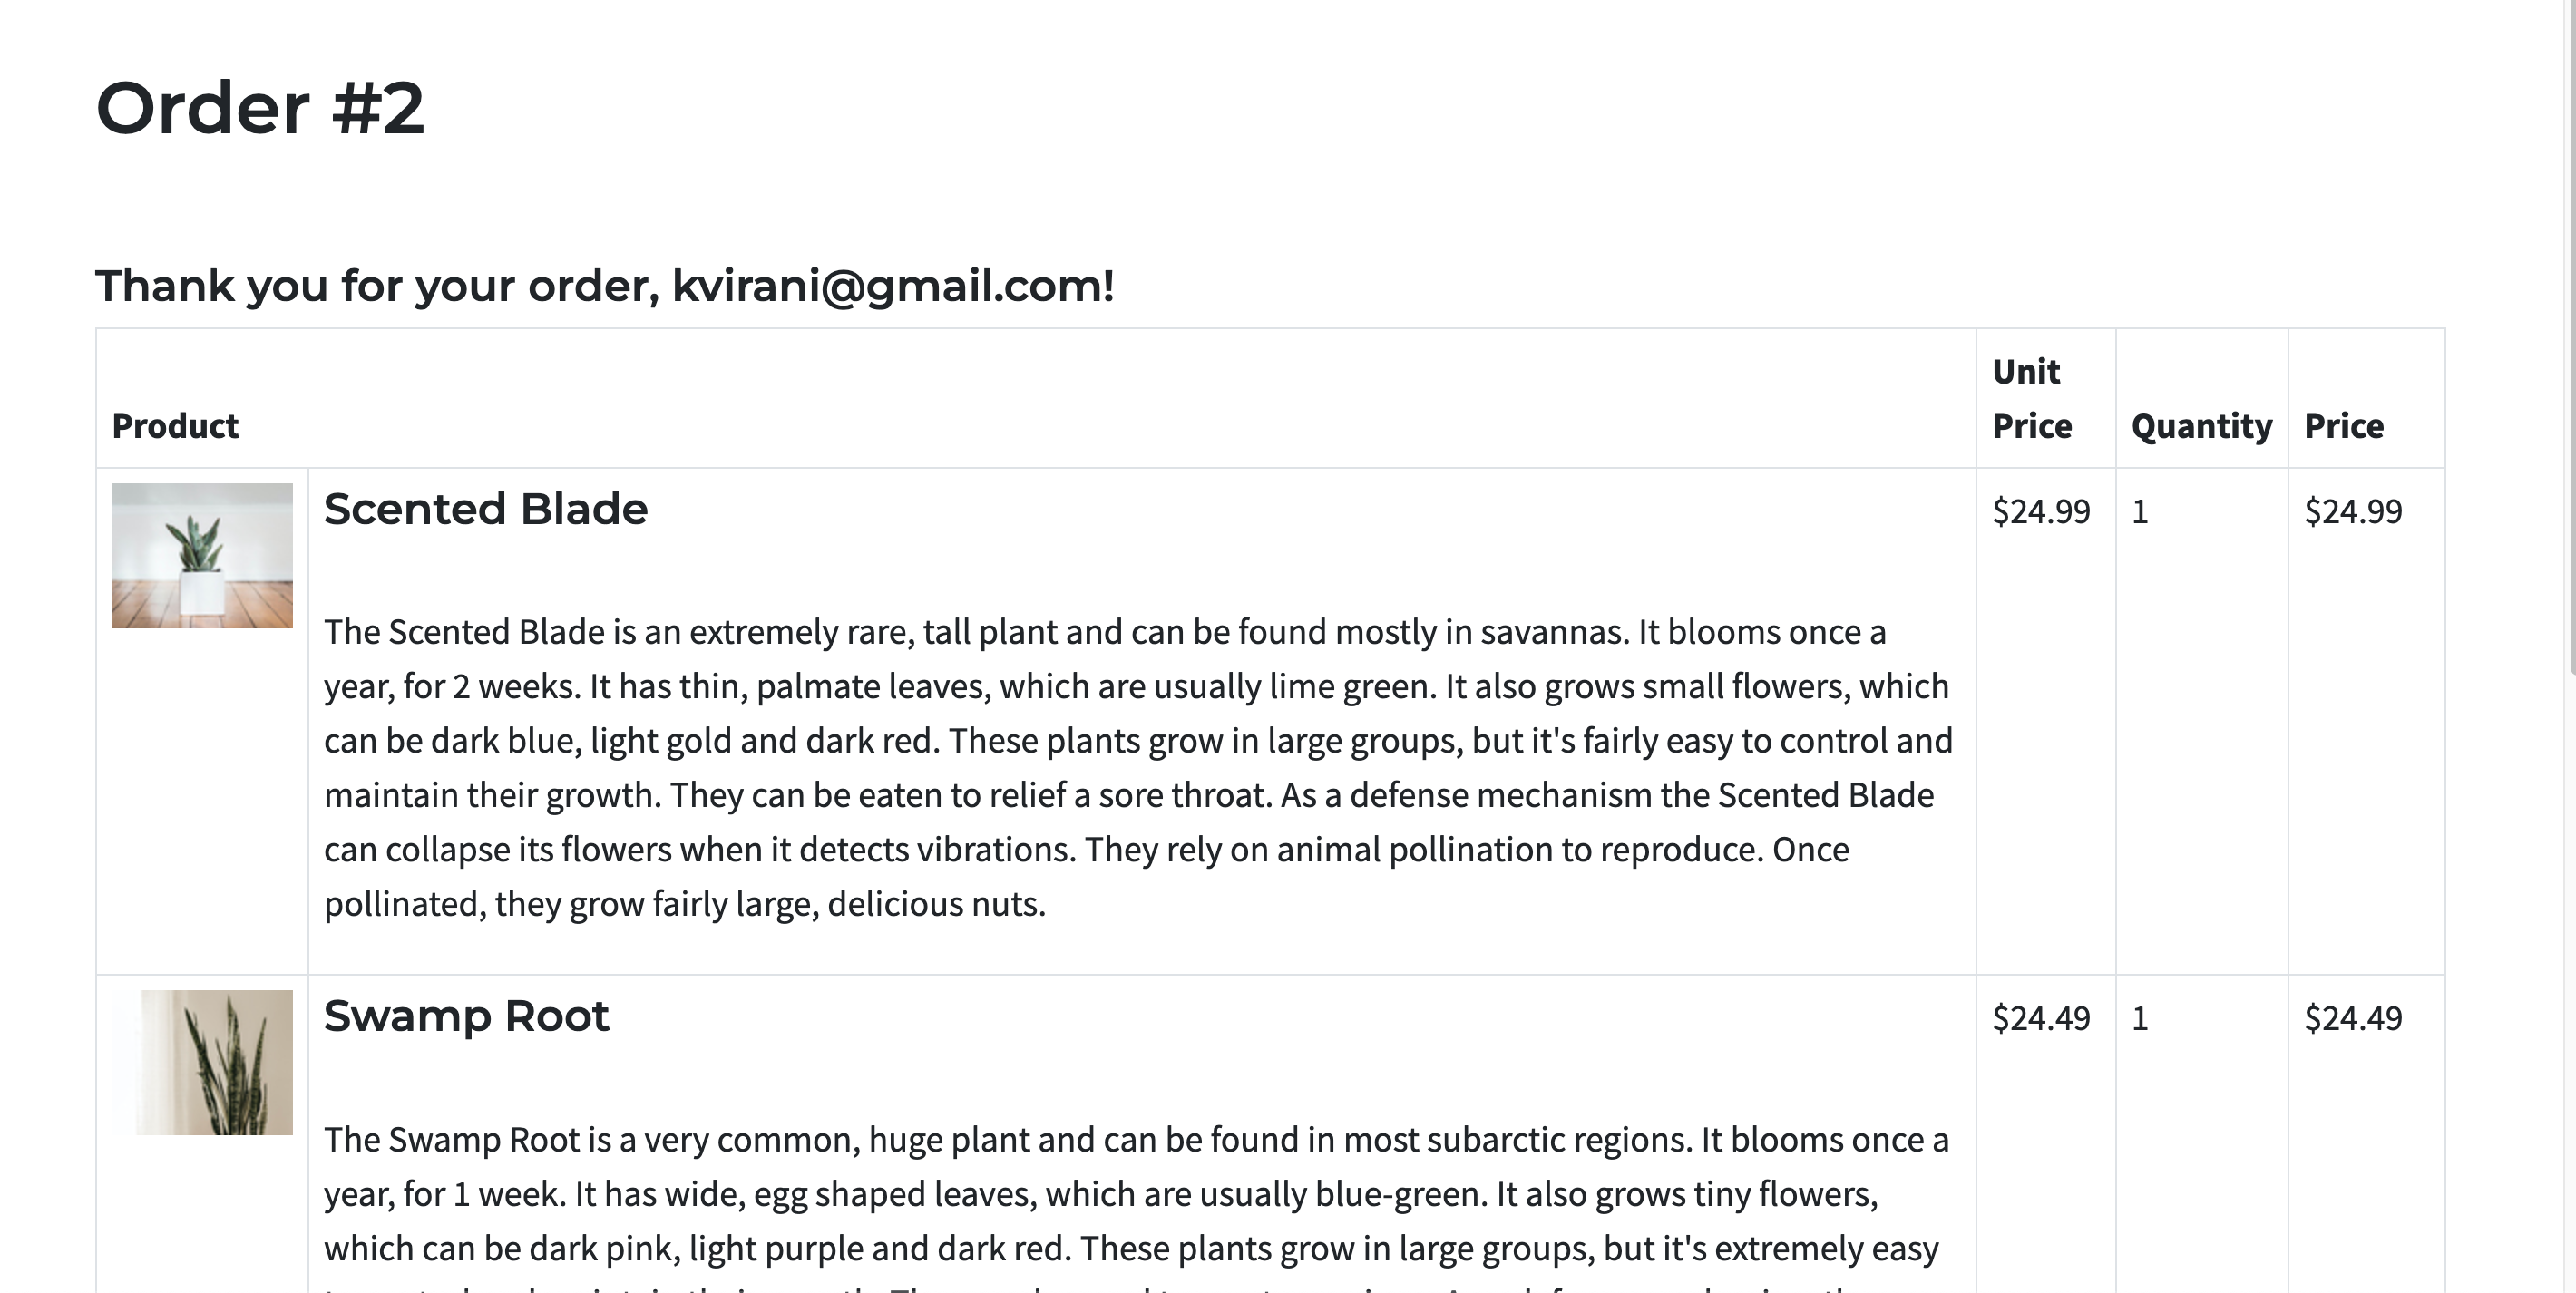 Order #2
Thank you for your order, kvirani@gmail.com!
Product
Unit
Price
Quantity
Price
Scented Blade
$24.99
1
$24.99
The Scented Blade is an extremely rare, tall plant and can be found mostly in savannas. It blooms once a
year, for 2 weeks. It has thin, palmate leaves, which are usually lime green. It also grows small flowers, which
can be dark blue, light gold and dark red. These plants grow in large groups, but it's fairly easy to control and
maintain their growth. They can be eaten to relief a sore throat. As a defense mechanism the Scented Blade
can collapse its flowers when it detects vibrations. They rely on animal pollination to reproduce. Once
pollinated, they grow fairly large, delicious nuts.
Swamp Root
$24.49
1
$24.49
The Swamp Root is a very common, huge plant and can be found in most subarctic regions. It blooms once a
year, for 1 week. It has wide, egg shaped leaves, which are usually blue-green. It also grows tiny flowers,
which can be dark pink, light purple and dark red. These plants grow in large groups, but it's extremely easy